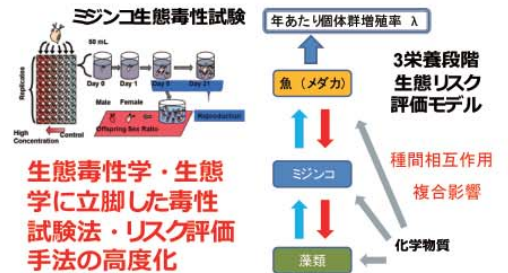 ミジンコ生態毒性試験
50 mL
Replicates
Day 0
Day 1
Day 21
Male
Female
Reproduction
Offspring Sex Ratio
High
Concentration
Control
生態毒性学・生態
学に立脚した毒性
試験法・リスク評価
手法の高度化
年あたり個体群増殖率 λ
魚（メダカ）
3栄養段階
生態リスク
評価モデル
種間相互作用
複合影響
ミジンコ
化学物質
藻類